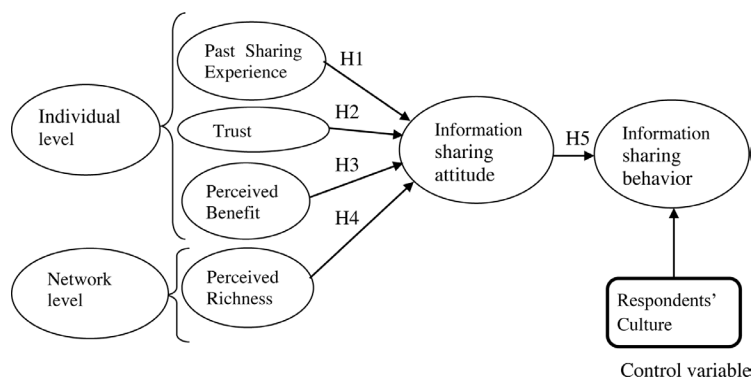 Individual
level
Network
level
Past Sharing
Experience
Trust
Perceived
Benefit
Perceived
Richness
H1
H2
H3
H4
Information
sharing
attitude
H5
Information
sharing
behavior
Respondents'
Culture
Control variable